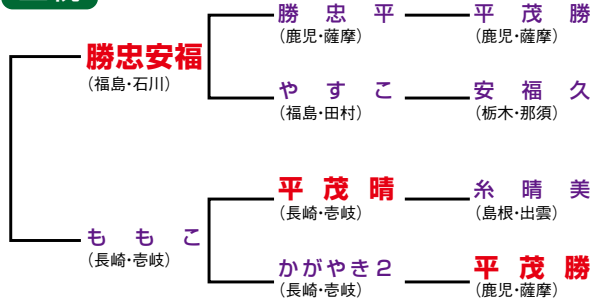 勝忠平
(鹿児・薩摩)
平茂勝
(鹿児・薩摩)
勝忠安福
(福島・石川)
やすこ
(福島・田村)
安福久
(栃木・那須)
平茂晴
(長崎・壱岐)
糸晴美
(島根・出雲)
ももこ
(長崎・壱岐)
かがやき2
(長崎・壱岐)
平茂勝
(鹿児・薩摩)